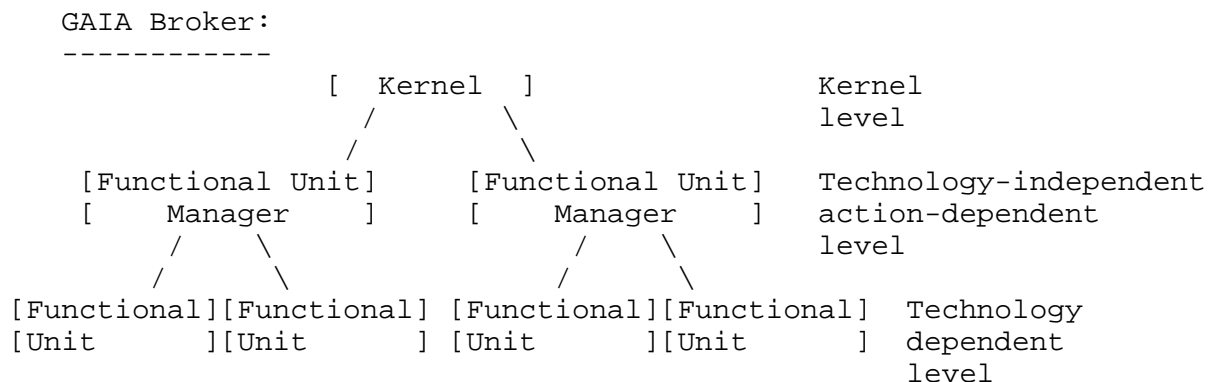 GAIA Broker:
------------
[  Kernel  ]               Kernel
/        \                level
/          \
[Functional Unit]     [Functional Unit]   Technology-independent
[    Manager    ]     [    Manager    ]   action-dependent
/    \                /    \         level
/      \              /      \
[Functional][Functional] [Functional][Functional]  Technology
[Unit      ][Unit      ] [Unit      ][Unit      ]  dependent
level